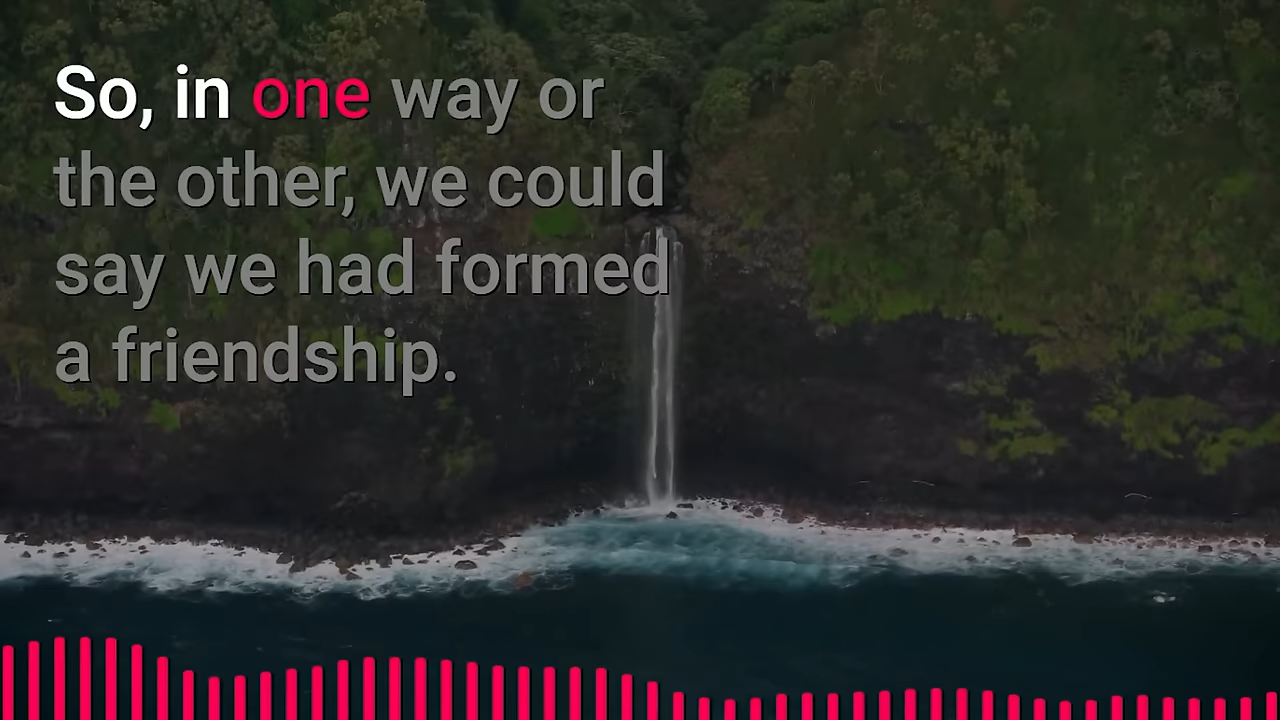 So, in one way or
the other, we could
say we had formed
a friendship.